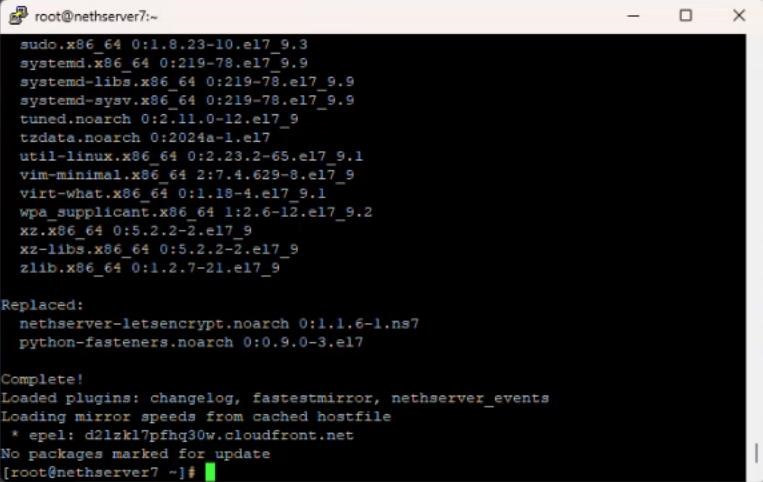 root@nethserver7:~
sudo.x86_64 0:1.8.23-10.el7_9.3
systemd.x86_64 0:219-78.el7_9.9
systemd-libs.x86_64 0:219-78.el7_9.9
systemd-sysv.x86_64 0:219-78.el7_9.9
tuned.noarch 0:2.11.0-12.el7_9
tzdata.noarch 0:2024a-1.el7
util-linux.x86_64 0:2.23.2-65.el7_9.1
vim-minimal.x86_64 2:7.4.629-8.el7_9
virt-what.x86_64 0:1.18-4.el7_9.1
wpa_supplicant.x86_64 1:2.6-12.el7_9.2
xz.x86_64 0:5.2.2-2.el7_9
xz-libs.x86_64 0:5.2.2-2.el7_9
zlib.x86_64 0:1.2.7-21.el7_9
Replaced:
nethserver-letsencrypt.noarch 0:1.1.6-1.ns7
python-fasteners.noarch 0:0.9.0-3.el7
Complete!
Loaded plugins: changelog, fastestmirror, nethserver_events
Loading mirror speeds from cached hostfile
* epel: d2lzkl7pfhq30w.cloudfront.net
No packages marked for update
[root@nethserver7 ~]#